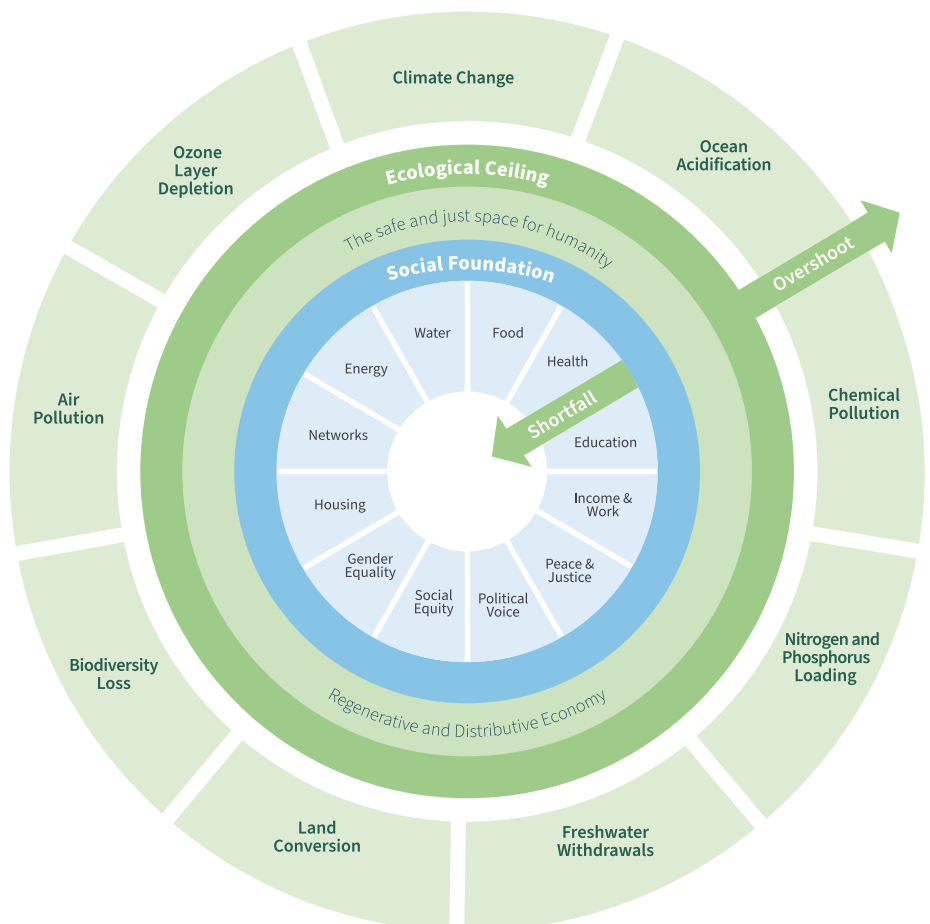 Climate Change
Ozone
Layer
Depletion
Ocean
Acidification
Ecological Ceiling
The safe and just space for humanity
Overshoot
Social Foundation
Water
Food
Energy
Health
Shortfall
Air
Pollution
Chemical
Pollution
Networks
Education
Housing
Income &
Work
Gender
Equality
Peace &
Justice
Social
Equity
Political
Voice
Biodiversity
Loss
Nitrogen and
Phosphorus
Loading
Regenerative and Distributive Economy
Land
Conversion
Freshwater
Withdrawals